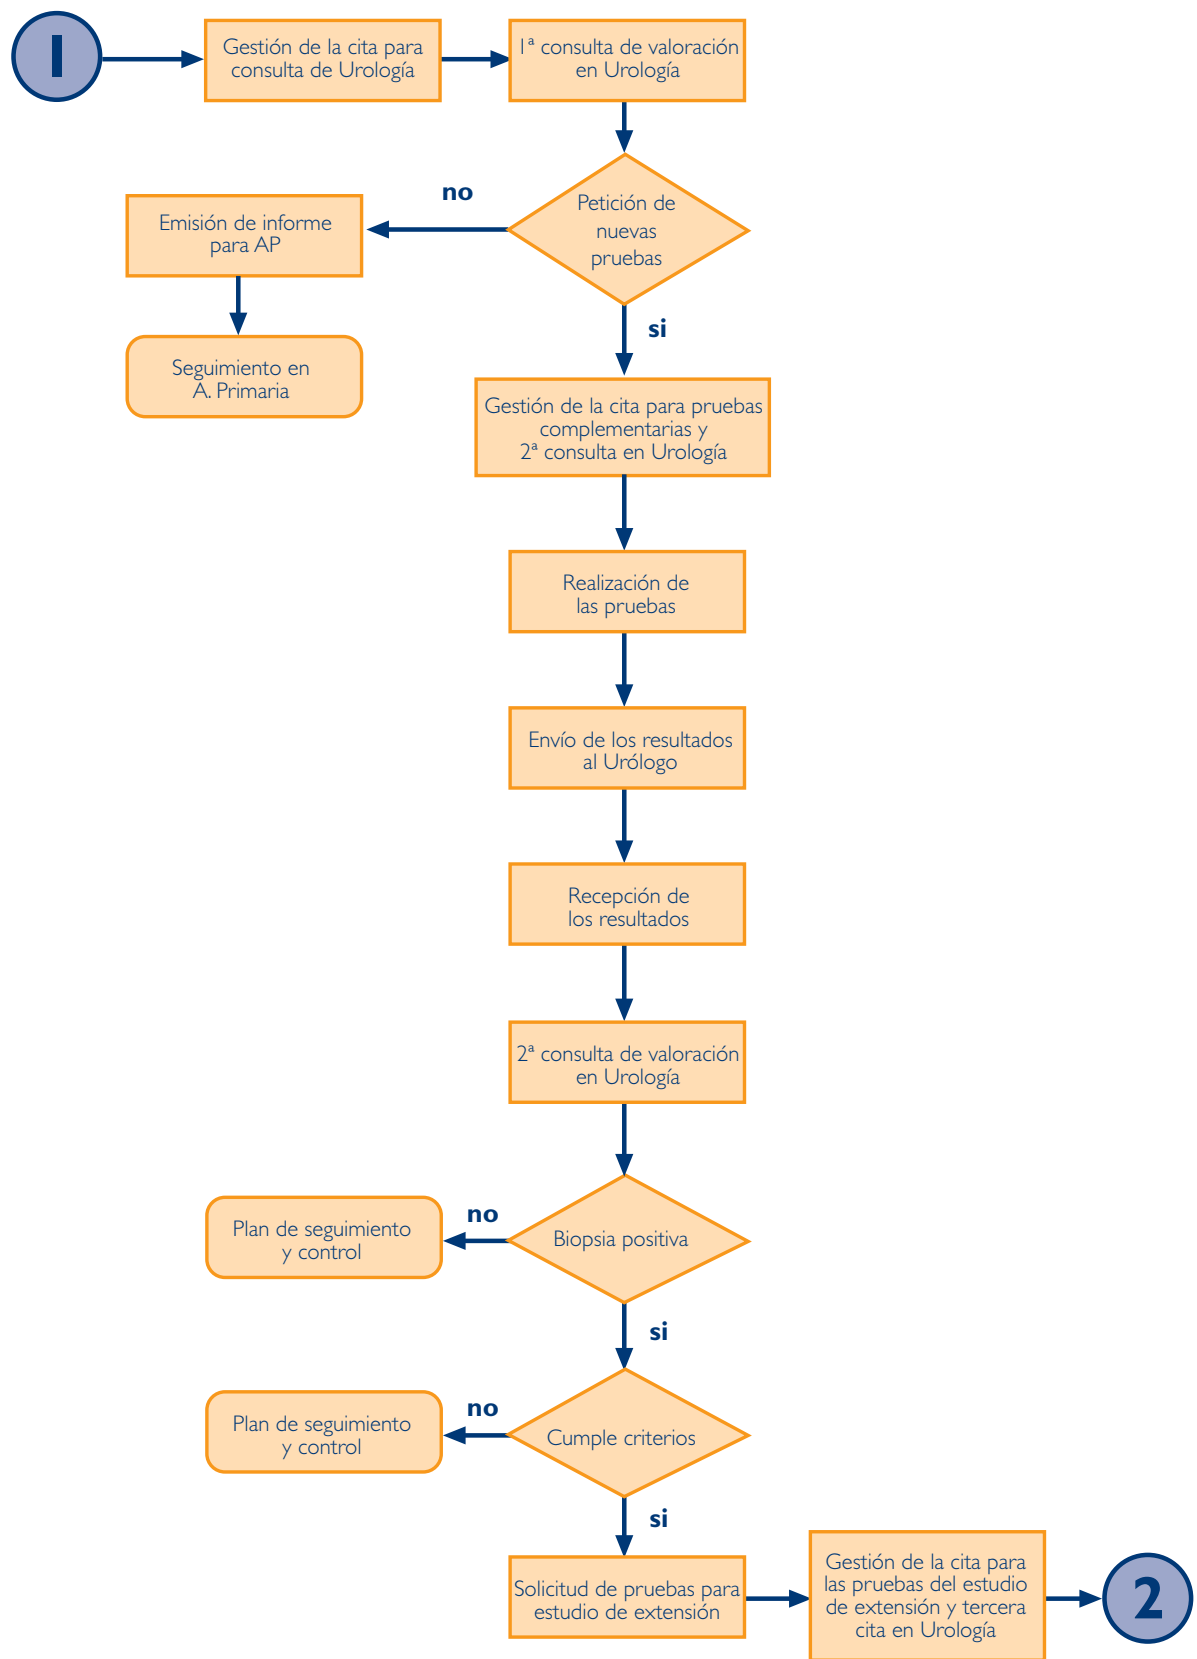 1
Gestión de la cita para
consulta de Urología
1ª consulta de valoración
en Urología
Petición de
nuevas
pruebas
no
Emisión de informe
para AP
Seguimiento en
A. Primaria
si
Gestión de la cita para pruebas
complementarias y
2ª consulta en Urología
Realización de
las pruebas
Envío de los resultados
al Urólogo
Recepción de
los resultados
2ª consulta de valoración
en Urología
Biopsia positiva
no
Plan de seguimiento
y control
si
Cumple criterios
no
Plan de seguimiento
y control
si
Solicitud de pruebas para
estudio de extensión
Gestión de la cita para
las pruebas del estudio
de extensión y tercera
cita en Urología
2